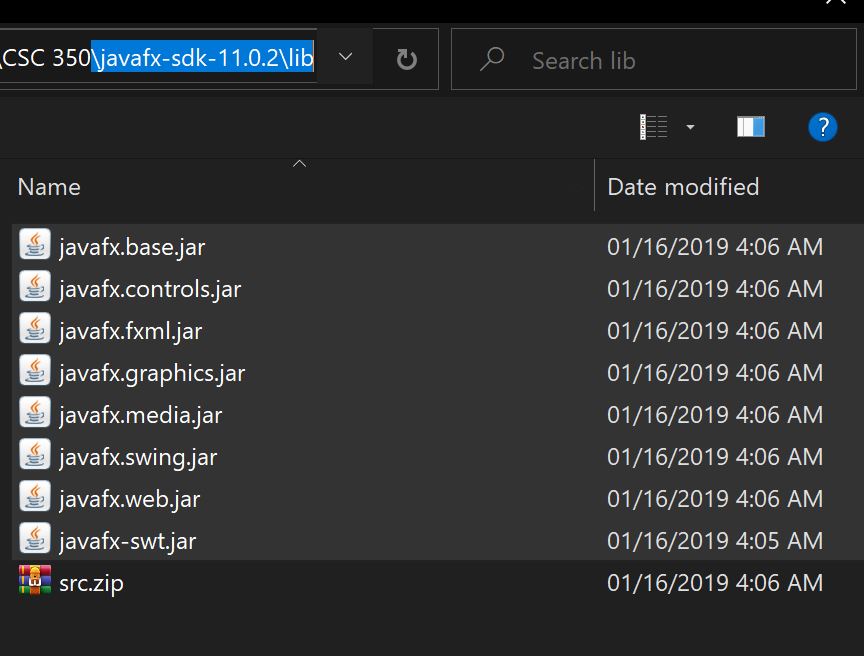 \CSC 350\javafx-sdk-11.0.2\lib
Search lib
?
Name Date modified
javafx.base.jar 01/16/2019 4:06 AM
javafx.controls.jar 01/16/2019 4:06 AM
javafx.fxml.jar 01/16/2019 4:06 AM
javafx.graphics.jar 01/16/2019 4:06 AM
javafx.media.jar 01/16/2019 4:06 AM
javafx.swing.jar 01/16/2019 4:06 AM
javafx.web.jar 01/16/2019 4:06 AM
javafx-swt.jar 01/16/2019 4:05 AM
src.zip 01/16/2019 4:06 AM